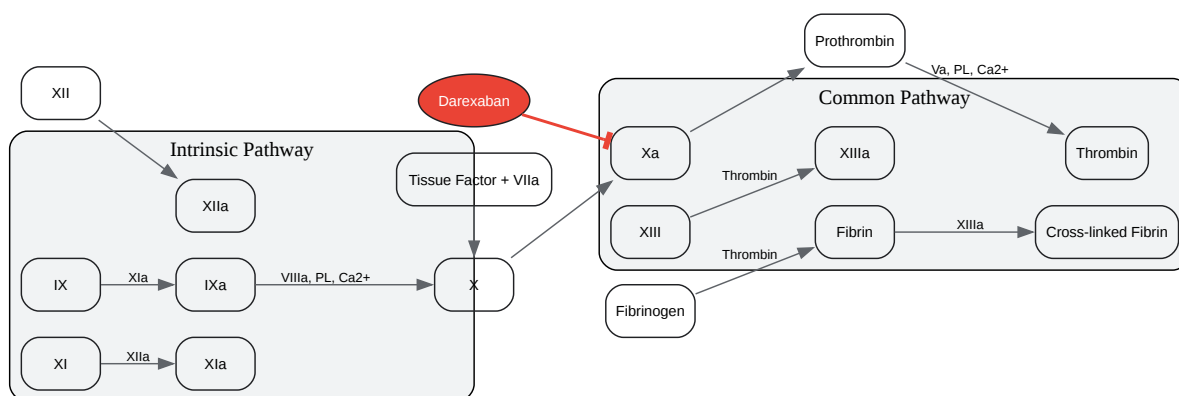 Prothrombin
Va, PL, Ca2+
XII
Darexaban
Common Pathway
Intrinsic Pathway
Xa
XIIIa
Thrombin
Tissue Factor + VIIa
Thrombin
XIIa
XIII
Fibrin
XIIIa
Cross-linked Fibrin
Thrombin
IX
XIa
IXa
VIIIa, PL, Ca2+
X
Fibrinogen
XI
XIIa
XIa